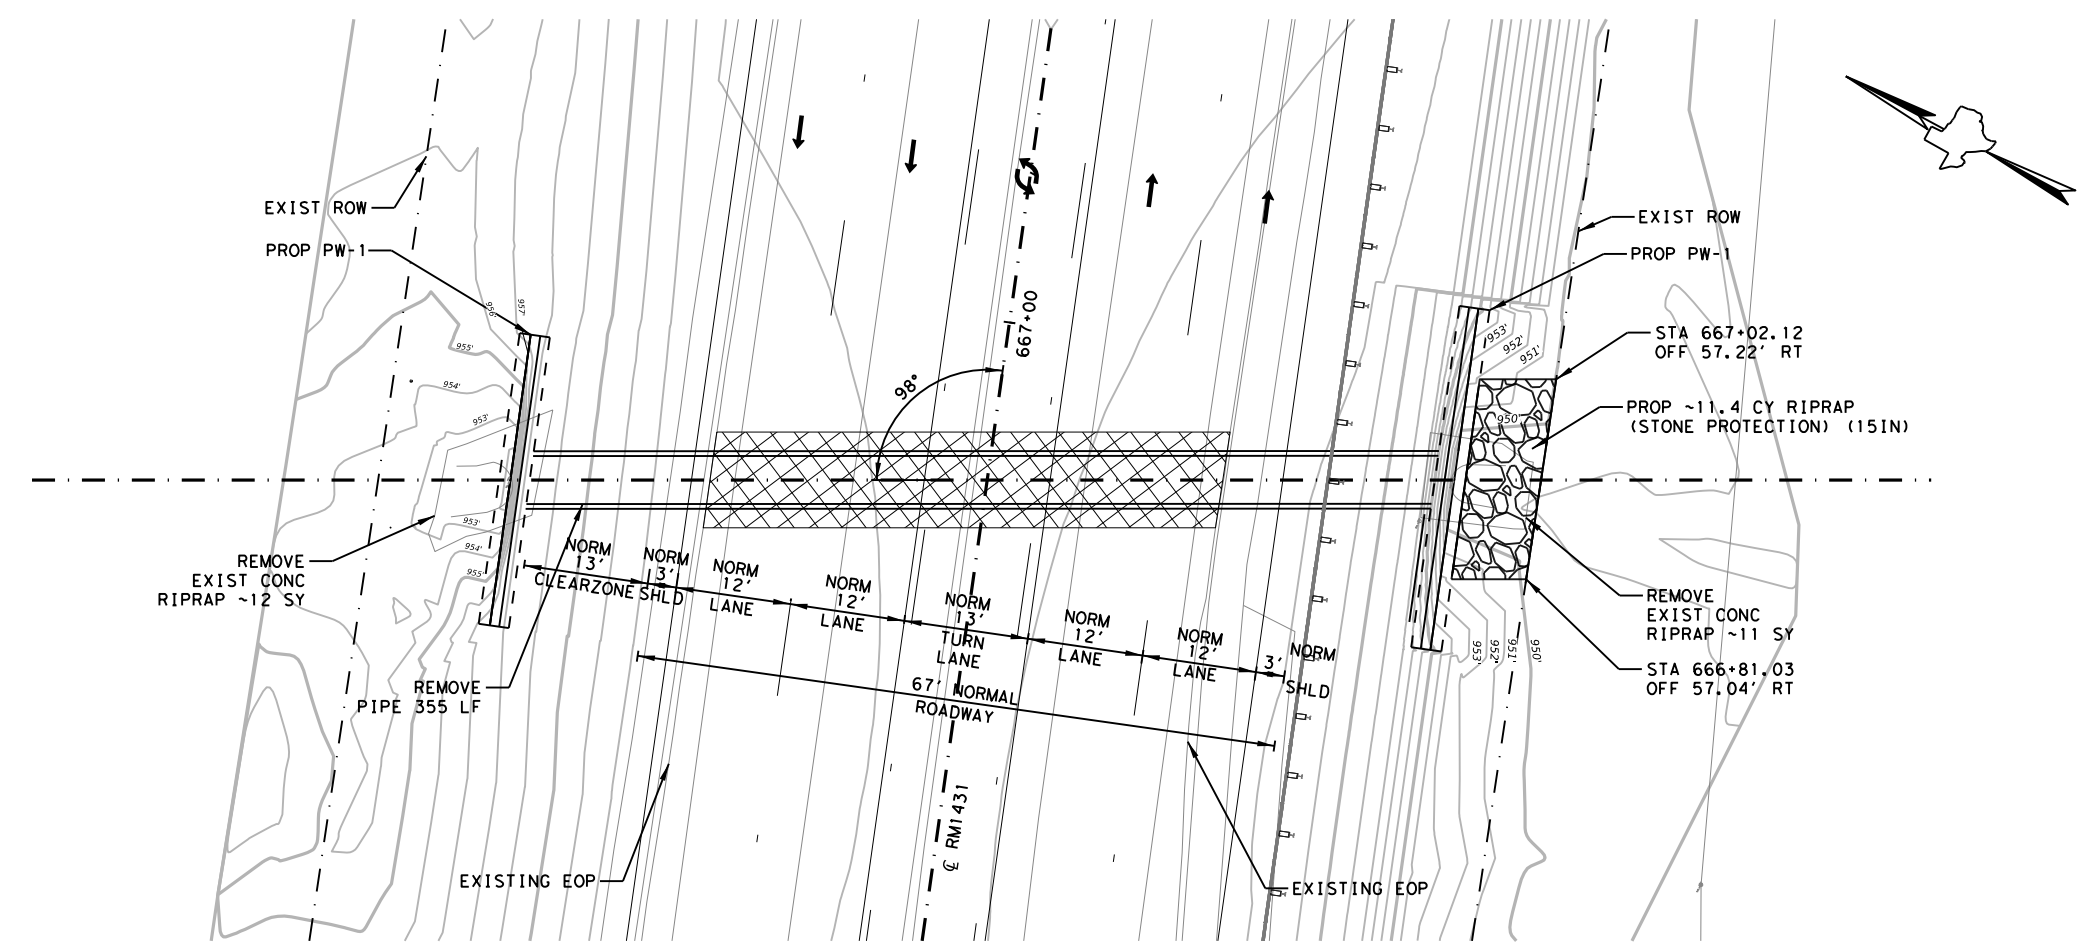 EXIST ROW
PROP PW-1
956'
957'
955'
954'
953'
953'
954'
955'
REMOVE
EXIST CONC
RIPRAP ~12 SY
REMOVE
PIPE 355 LF
EXISTING EOP
98°
667+00
NORM
13'
CLEARZONE
NORM
3'
SHLD
NORM
12'
LANE
NORM
12'
LANE
NORM
13'
TURN
LANE
NORM
12'
LANE
NORM
12'
LANE
3'
NORM
SHLD
67' NORMAL
ROADWAY
℄ RM1431
EXISTING EOP
EXIST ROW
PROP PW-1
953'
952'
951'
950'
STA 667+02.12
OFF 57.22' RT
PROP ~11.4 CY RIPRAP
(STONE PROTECTION) (15IN)
REMOVE
EXIST CONC
RIPRAP ~11 SY
STA 666+81.03
OFF 57.04' RT
953'
952'
951'
950'